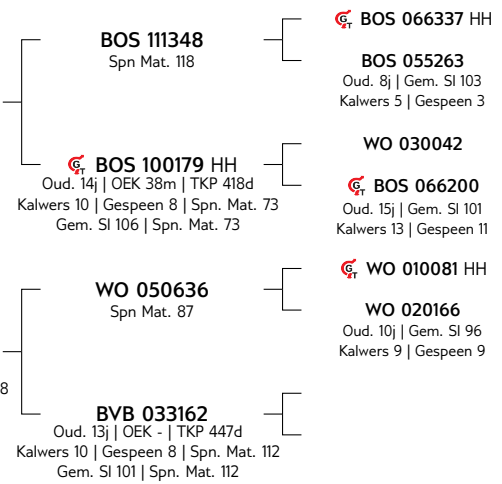 BOS 111348
Spn Mat. 118
GT BOS 100179 HH
Oud. 14j | OEK 38m | TKP 418d
Kalwers 10 | Gespeen 8 | Spn. Mat. 73
Gem. SI 106 | Spn. Mat. 73
GT BOS 066337 HH
BOS 055263
Oud. 8j | Gem. SI 103
Kalwers 5 | Gespeen 3
WO 030042
GT BOS 066200
Oud. 15j | Gem. SI 101
Kalwers 13 | Gespeen 11
WO 050636
Spn Mat. 87
8
BVB 033162
Oud. 13j | OEK - | TKP 447d
Kalwers 10 | Gespeen 8 | Spn. Mat. 112
Gem. SI 101 | Spn. Mat. 112
GT WO 010081 HH
WO 020166
Oud. 10j | Gem. SI 96
Kalwers 9 | Gespeen 9